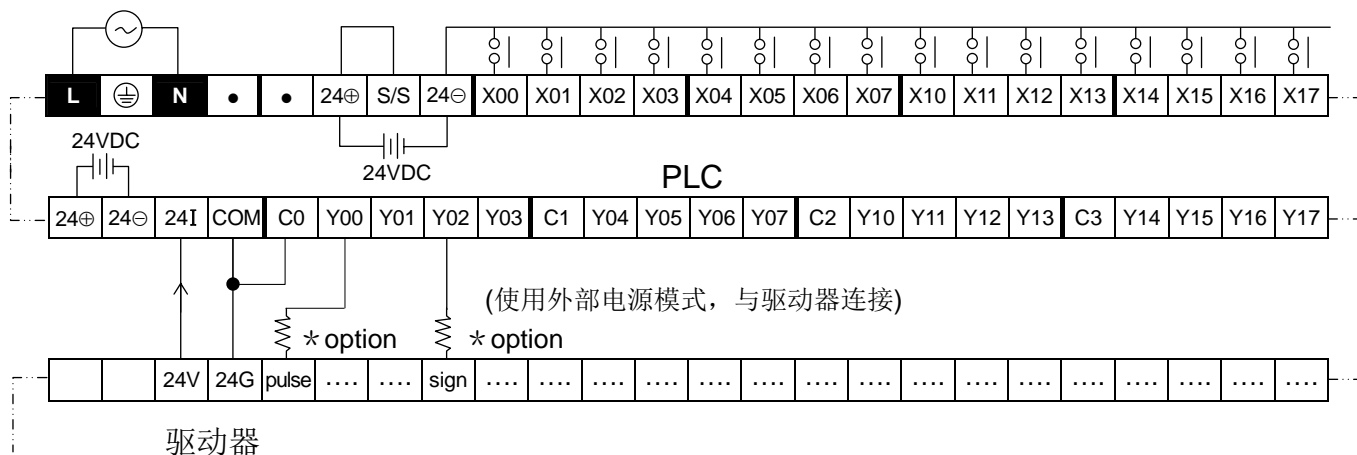 L ⏚ N • • 24⊕ S/S 24⊖ X00 X01 X02 X03 X04 X05 X06 X07 X10 X11 X12 X13 X14 X15 X16 X17
24VDC
24VDC
PLC
24⊕ 24⊖ 24I COM C0 Y00 Y01 Y02 Y03 C1 Y04 Y05 Y06 Y07 C2 Y10 Y11 Y12 Y13 C3 Y14 Y15 Y16 Y17
(使用外部电源模式，与驱动器连接)
*option *option
24V 24G pulse .... .... sign .... .... .... .... .... .... .... .... .... .... .... .... .... .... .... ....
驱动器